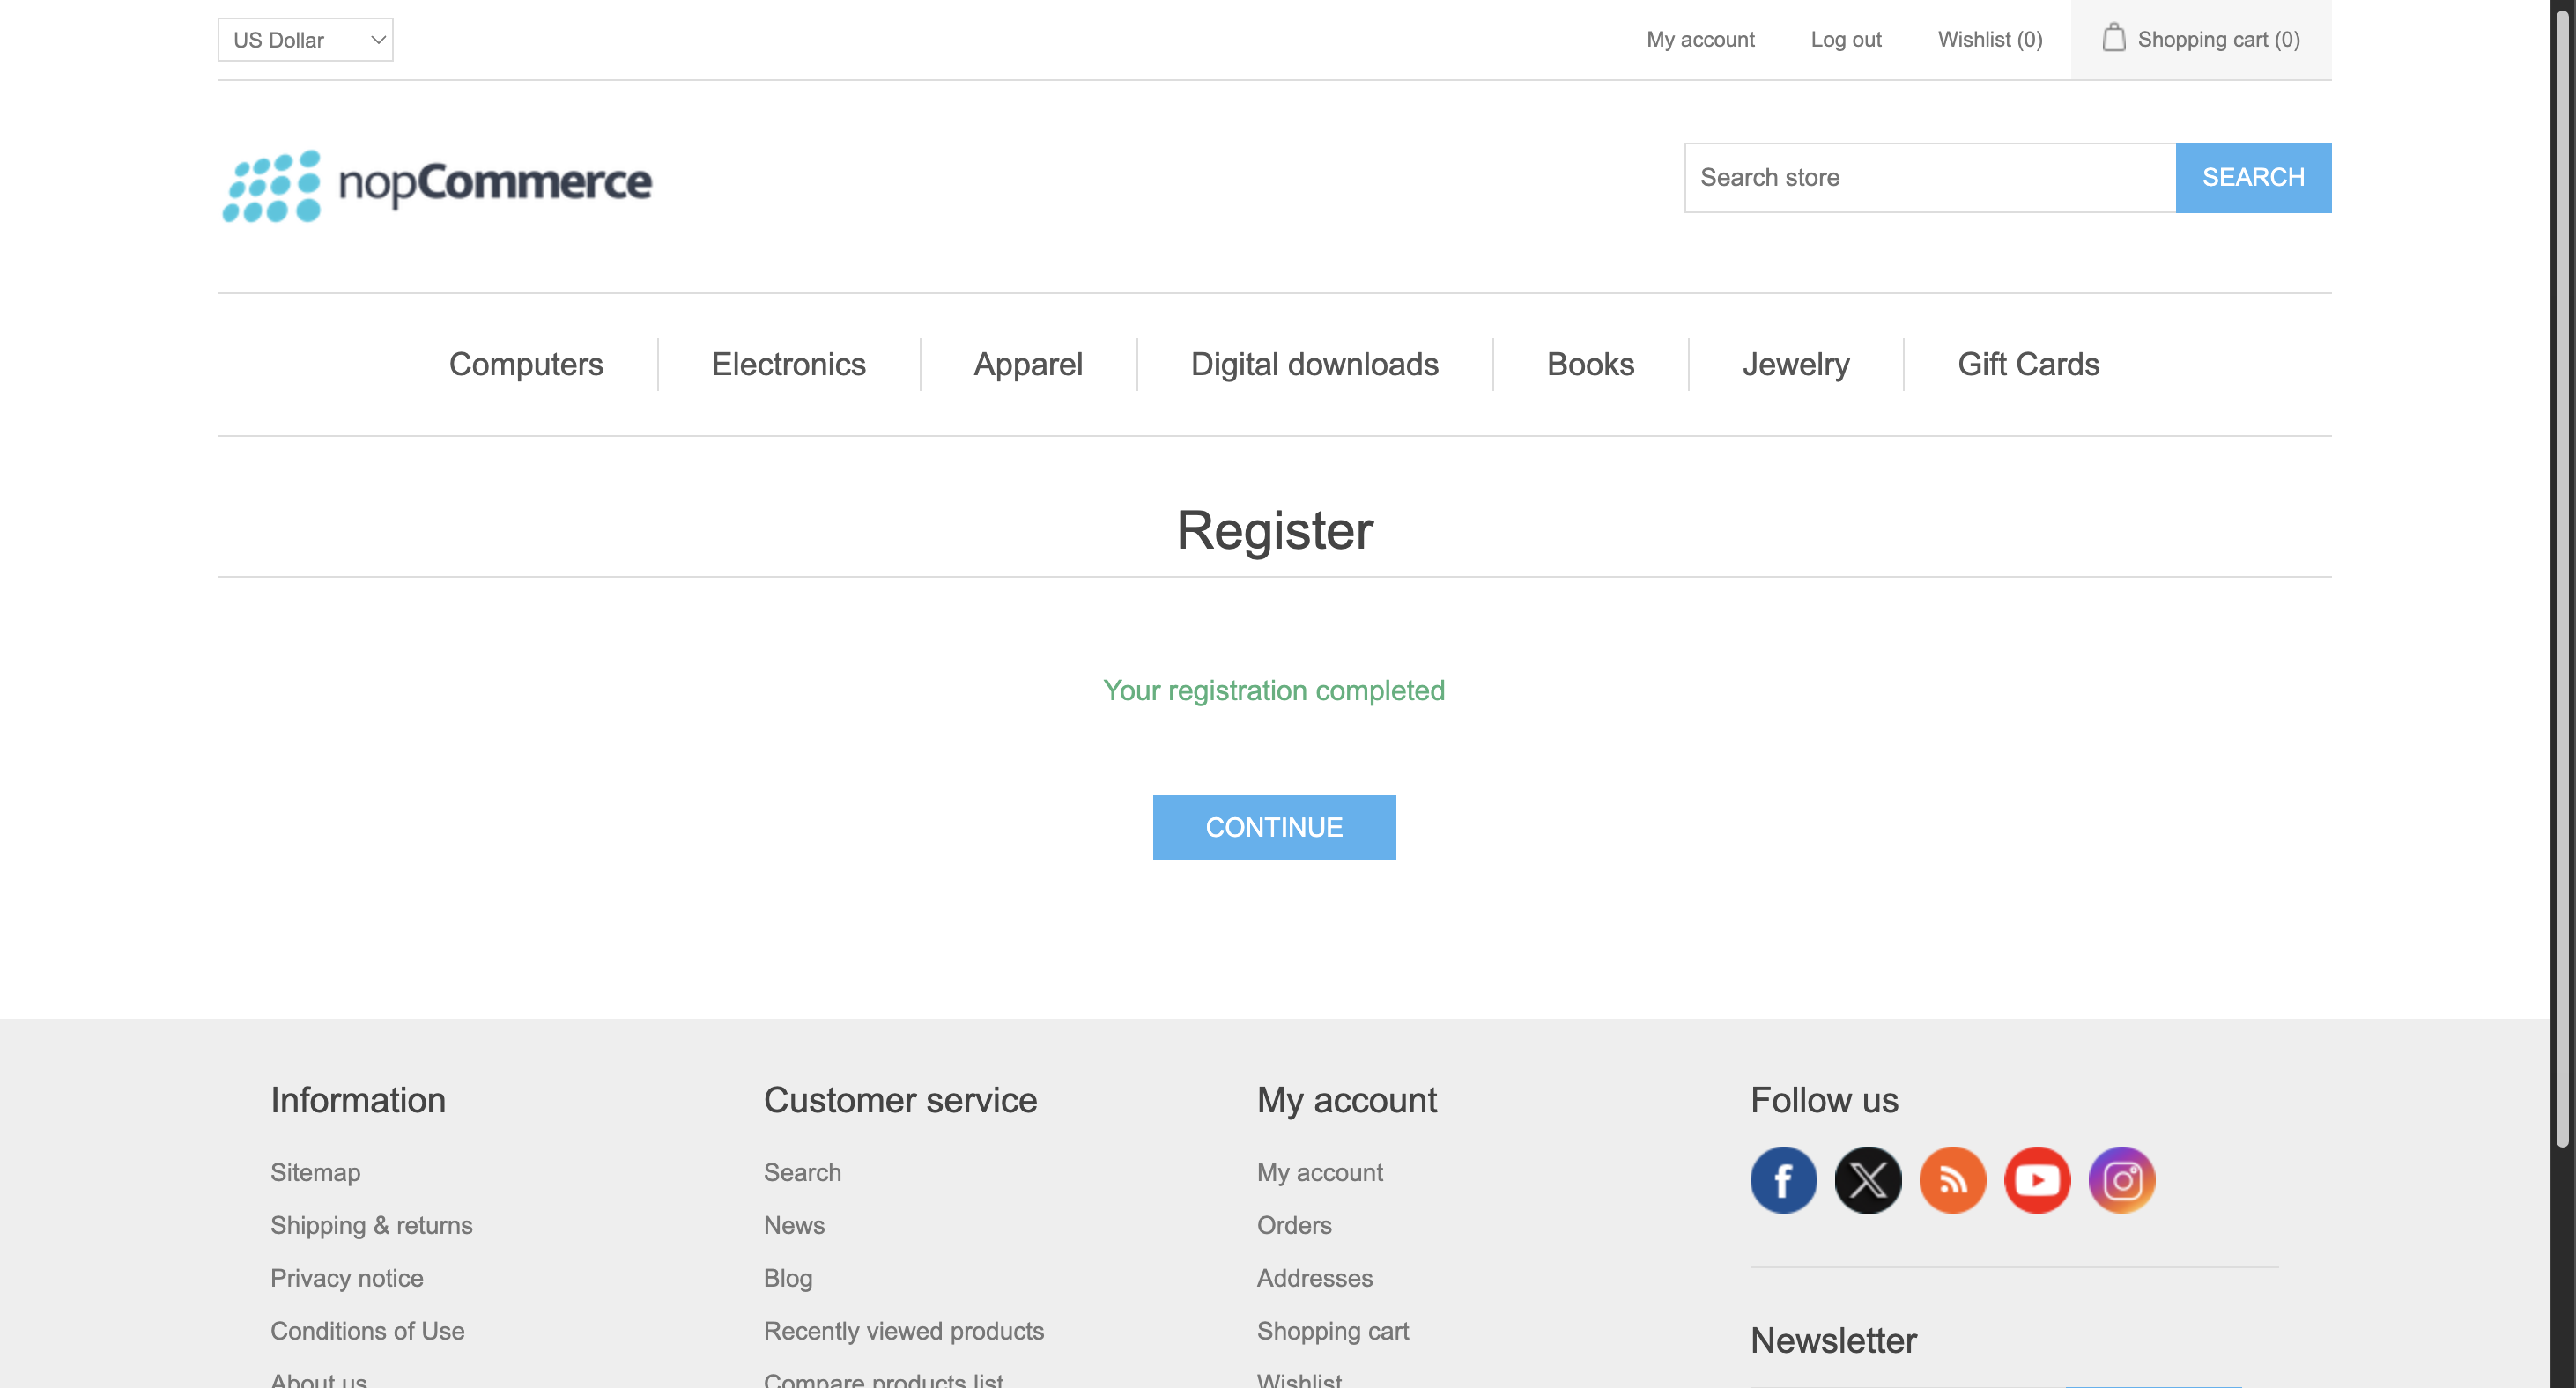 US Dollar
My account
Log out
Wishlist (0)
Shopping cart (0)
nopCommerce
Search store
SEARCH
Computers
Electronics
Apparel
Digital downloads
Books
Jewelry
Gift Cards
Register
Your registration completed
CONTINUE
Information
Sitemap
Shipping & returns
Privacy notice
Conditions of Use
About us
Customer service
Search
News
Blog
Recently viewed products
Compare products list
My account
My account
Orders
Addresses
Shopping cart
Wishlist
Follow us
Newsletter